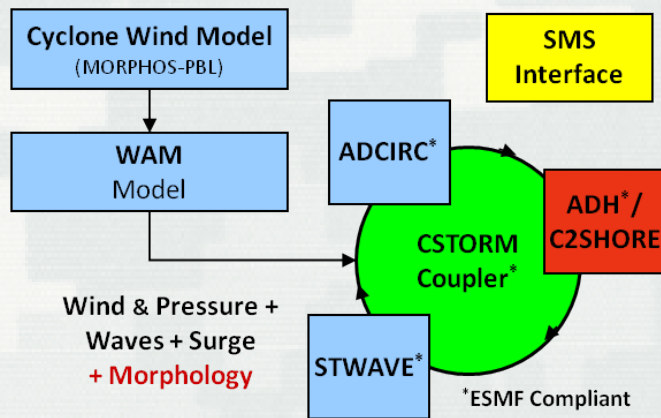 Cyclone Wind Model
(MORPHOS-PBL)
SMS
Interface
WAM
Model
ADCIRC*
ADH*/
C2SHORE
CSTORM
Coupler*
Wind & Pressure +
Waves + Surge
+ Morphology
STWAVE*
*ESMF Compliant